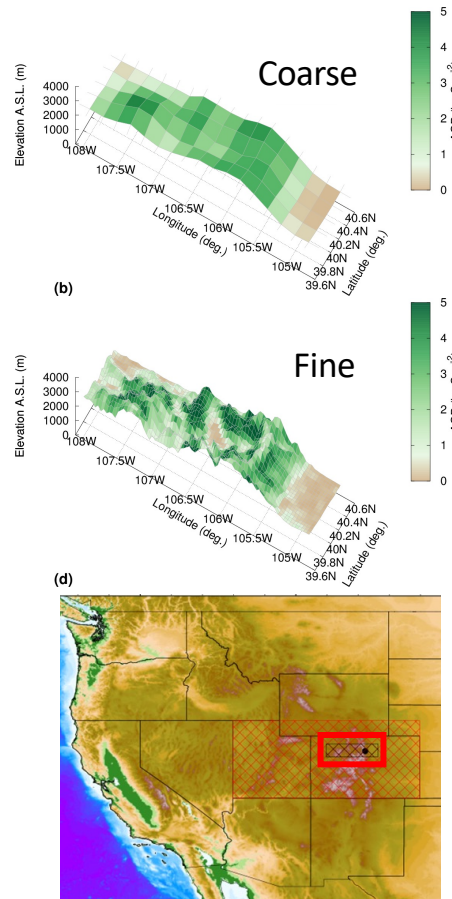 Coarse
5
4
3
2
1
0
Elevation A.S.L. (m)
4000
3000
2000
1000
0
108W
107.5W
107W
106.5W
106W
105.5W
105W
Longitude (deg.)
40.6N
40.4N
40.2N
40N
39.8N
39.6N
Latitude (deg.)
(b)
Fine
5
4
3
2
1
0
Elevation A.S.L. (m)
4000
3000
2000
1000
0
108W
107.5W
107W
106.5W
106W
105.5W
105W
Longitude (deg.)
40.6N
40.4N
40.2N
40N
39.8N
39.6N
Latitude (deg.)
(d)